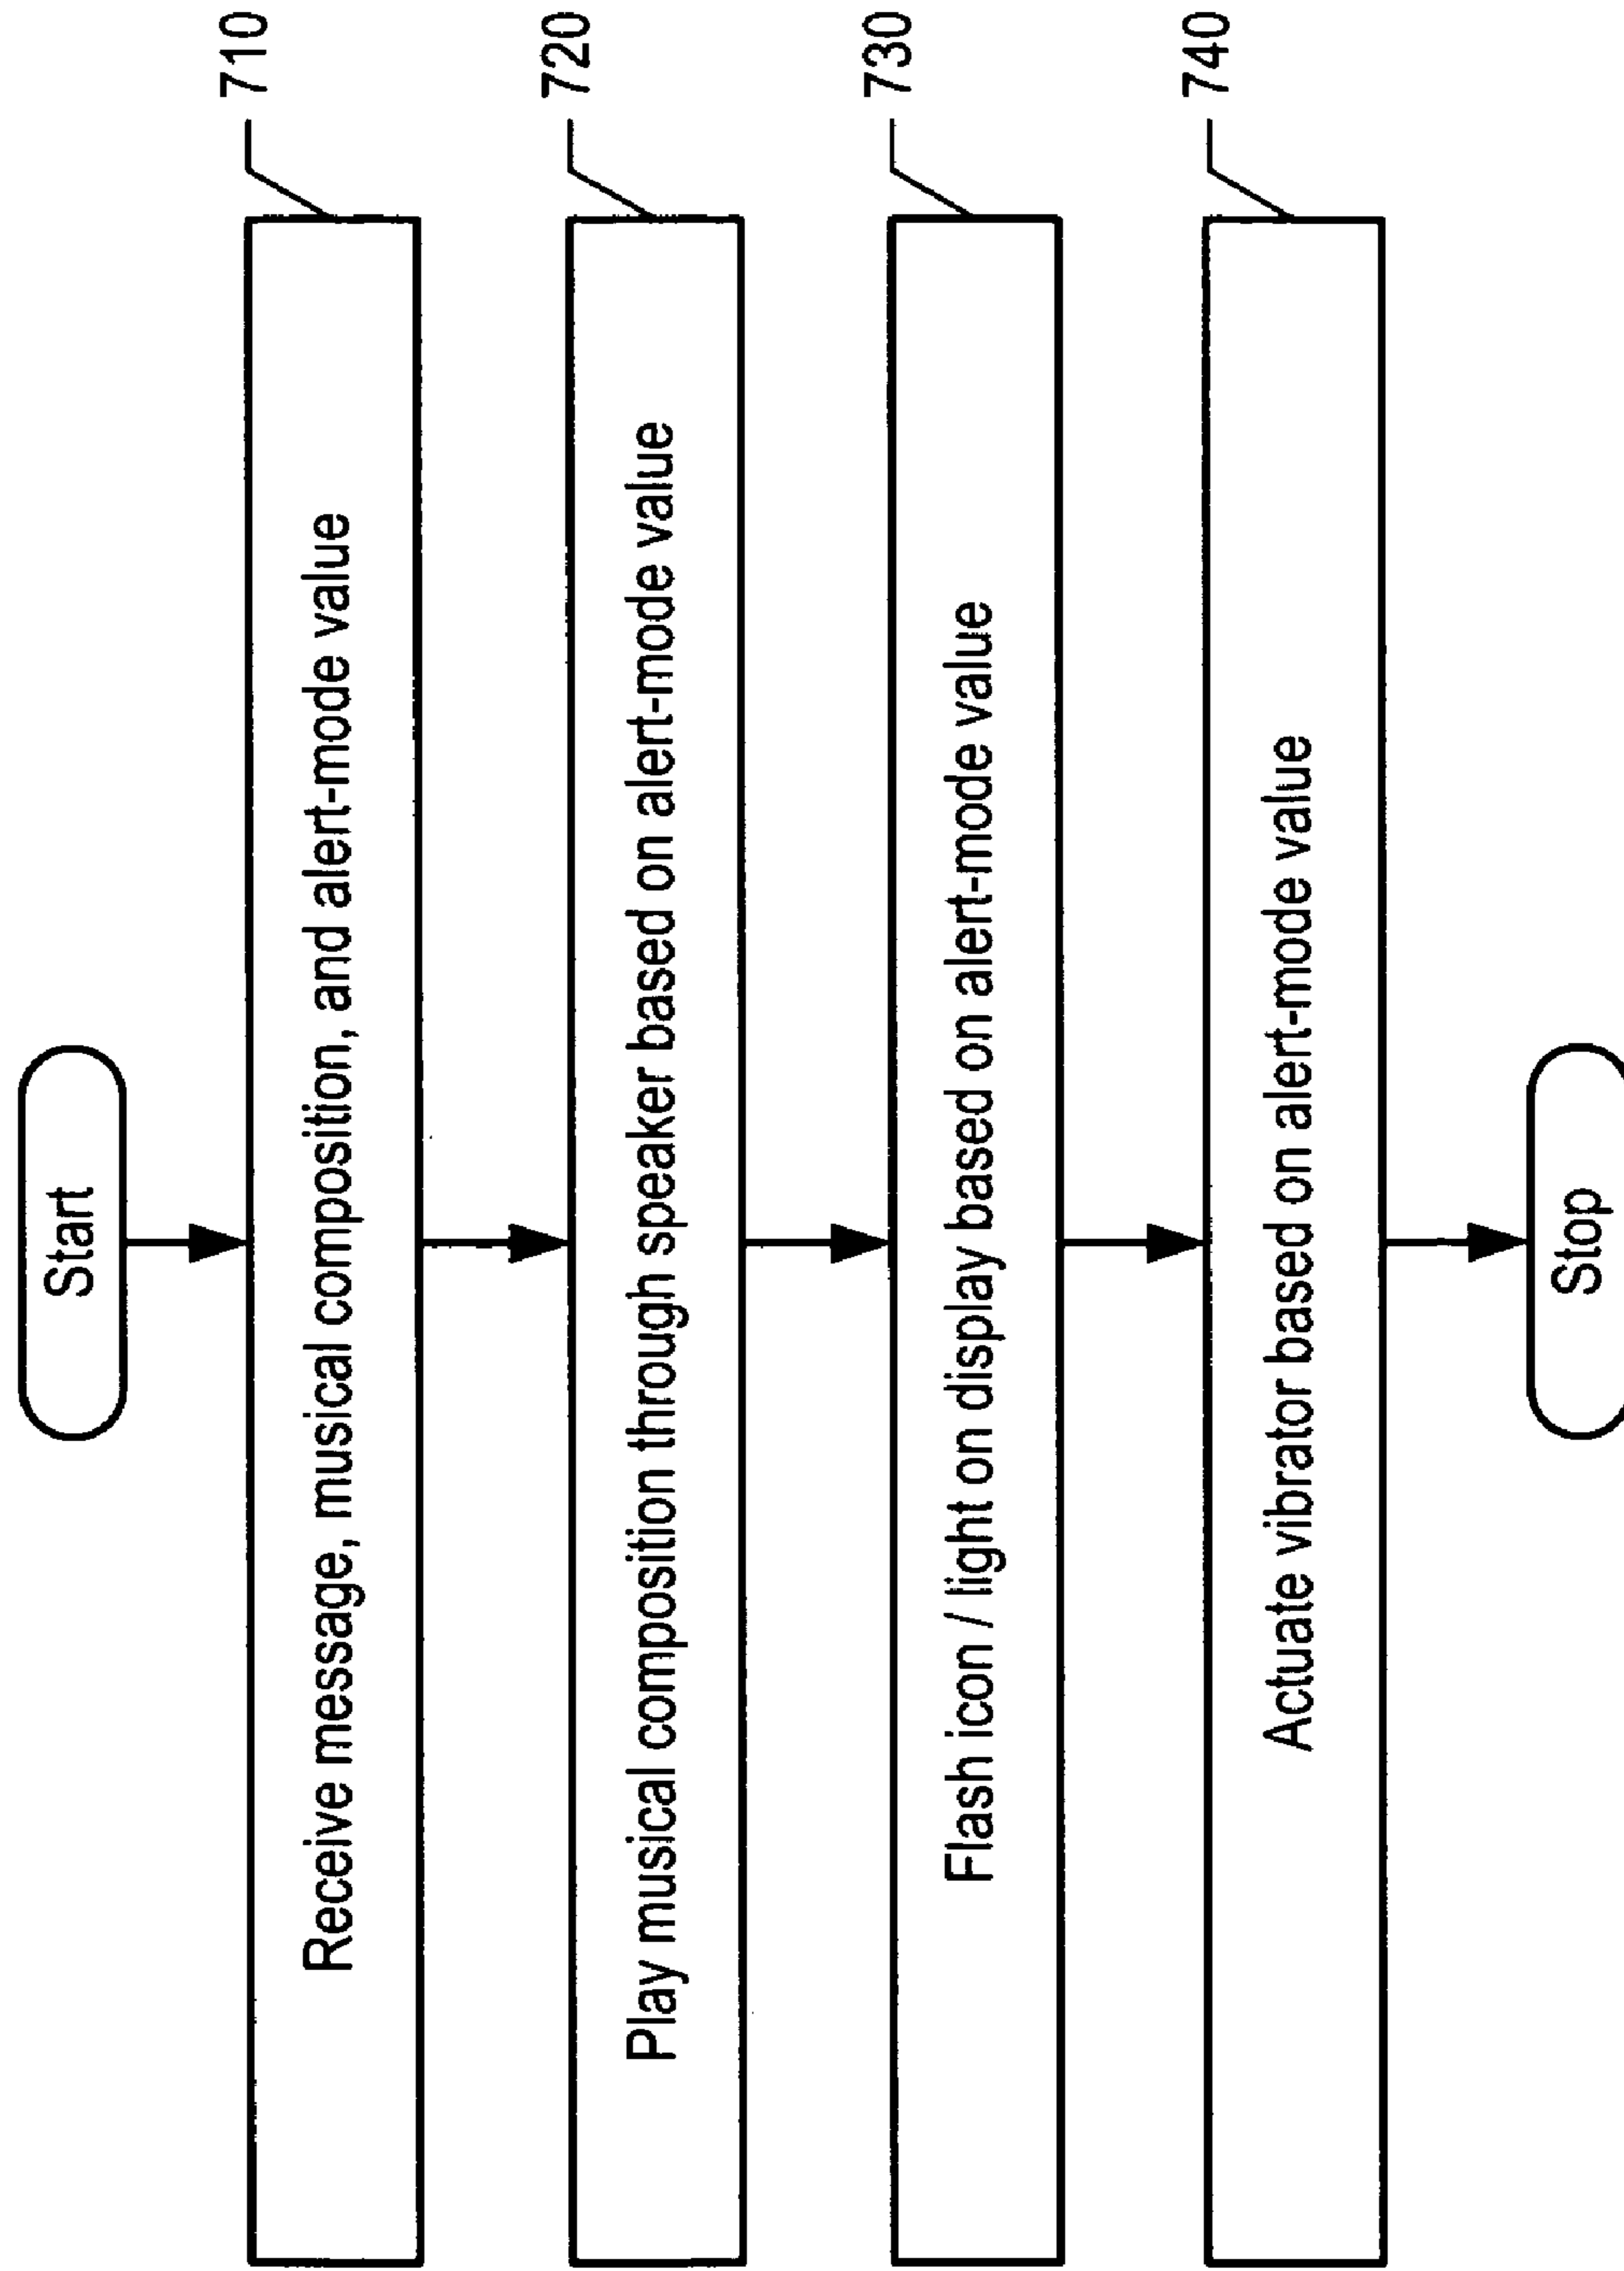 Start
Receive message, musical composition, and alert-mode value
710
Play musical composition through speaker based on alert-mode value
720
Flash icon / light on display based on alert-mode value
730
Actuate vibrator based on alert-mode value
740
Stop